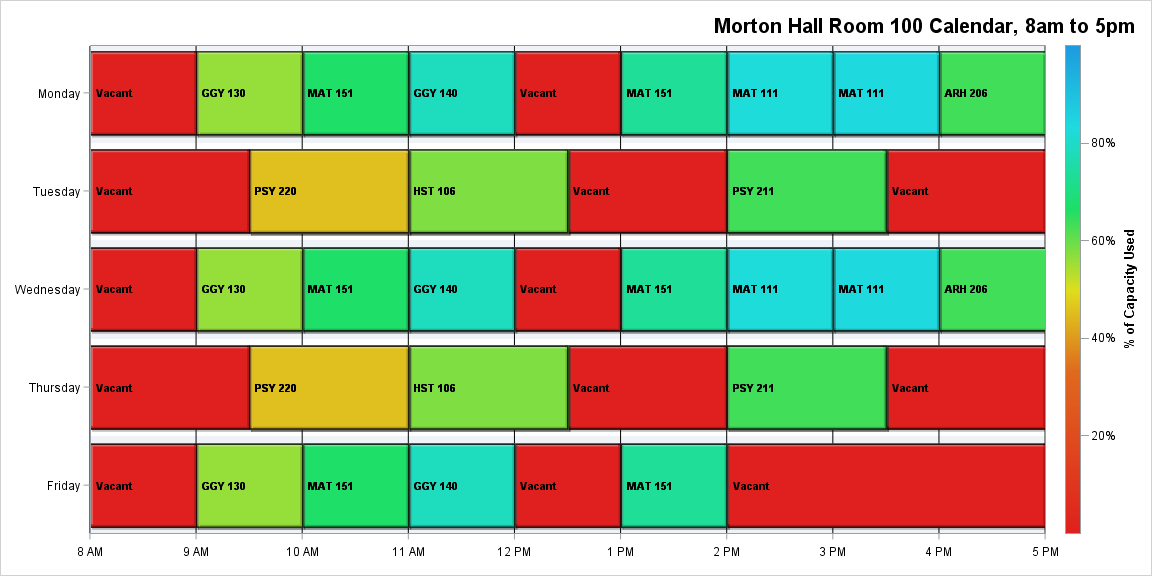 Morton Hall Room 100 Calendar, 8am to 5pm
Monday
Vacant
GGY 130
MAT 151
GGY 140
Vacant
MAT 151
MAT 111
MAT 111
ARH 206
Tuesday
Vacant
PSY 220
HST 106
Vacant
PSY 211
Vacant
Wednesday
Vacant
GGY 130
MAT 151
GGY 140
Vacant
MAT 151
MAT 111
MAT 111
ARH 206
Thursday
Vacant
PSY 220
HST 106
Vacant
PSY 211
Vacant
Friday
Vacant
GGY 130
MAT 151
GGY 140
Vacant
MAT 151
Vacant
8 AM
9 AM
10 AM
11 AM
12 PM
1 PM
2 PM
3 PM
4 PM
5 PM
80%
60%
40%
20%
% of Capacity Used